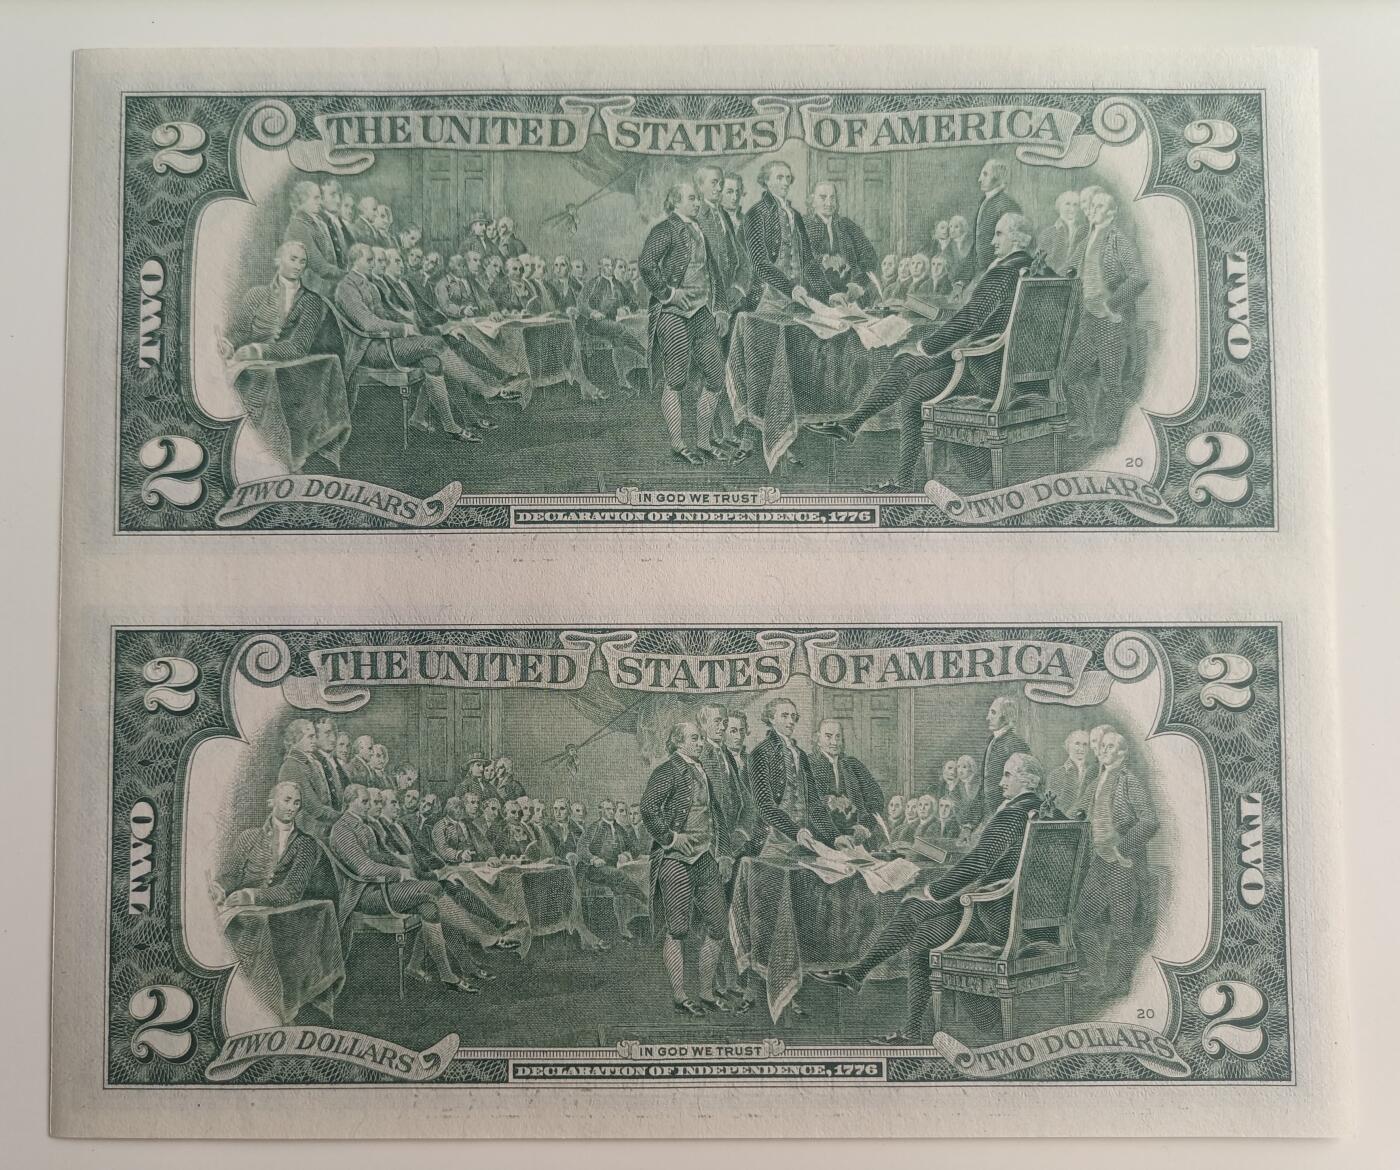 THE UNITED STATES OF AMERICA
2 2
TWO TWO
2 2
20
TWO DOLLARS TWO DOLLARS
IN GOD WE TRUST
DECLARATION OF INDEPENDENCE, 1776
THE UNITED STATES OF AMERICA
2 2
TWO TWO
2 2
20
TWO DOLLARS TWO DOLLARS
IN GOD WE TRUST
DECLARATION OF INDEPENDENCE, 1776